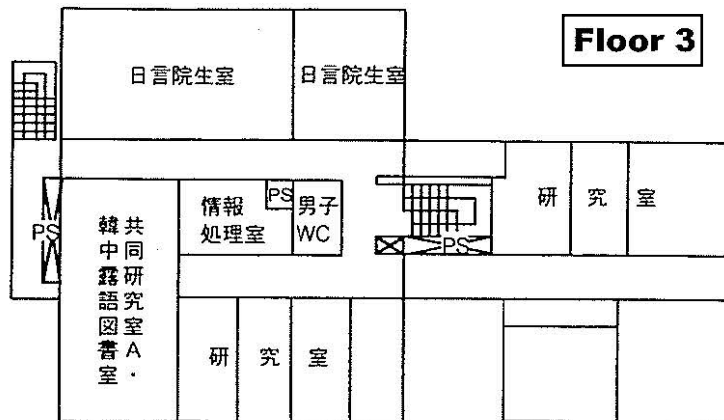 Floor 3
日言院生室
日言院生室
PS
共同研究室A・
韓中露語図書室
情報
処理室
PS
男子
WC
PS
研究室
研究室